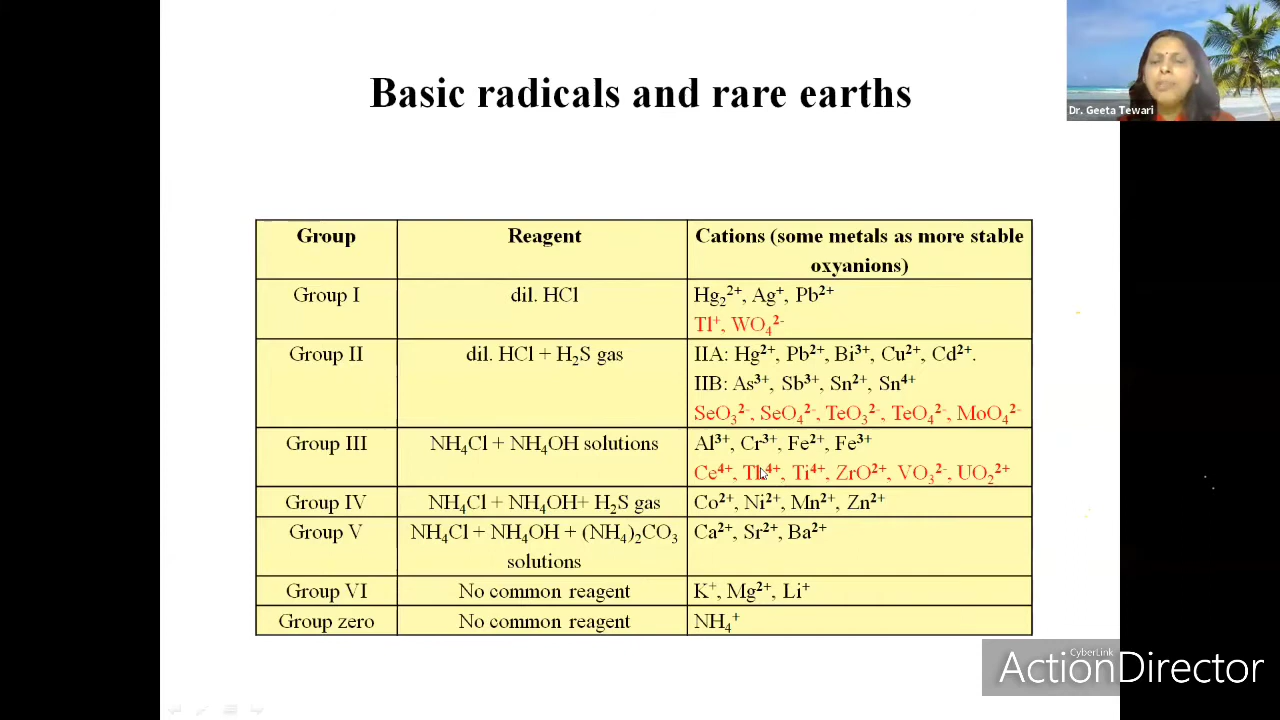 Basic radicals and rare earths
Dr. Geeta Tewari
Group Reagent Cations (some metals as more stable
oxyanions)
Group I dil. HCl Hg₂²⁺, Ag⁺, Pb²⁺
Tl⁺, WO₄²⁻
Group II dil. HCl + H₂S gas IIA: Hg²⁺, Pb²⁺, Bi³⁺, Cu²⁺, Cd²⁺.
IIB: As³⁺, Sb³⁺, Sn²⁺, Sn⁴⁺
SeO₃²⁻, SeO₄²⁻, TeO₃²⁻, TeO₄²⁻, MoO₄²⁻
Group III NH₄Cl + NH₄OH solutions Al³⁺, Cr³⁺, Fe²⁺, Fe³⁺
Ce⁴⁺, Ti⁴⁺, ZrO²⁺, VO₃²⁻, UO₂²⁺
Group IV NH₄Cl + NH₄OH+ H₂S gas Co²⁺, Ni²⁺, Mn²⁺, Zn²⁺
Group V NH₄Cl + NH₄OH + (NH₄)₂CO₃ Ca²⁺, Sr²⁺, Ba²⁺
solutions
Group VI No common reagent K⁺, Mg²⁺, Li⁺
Group zero No common reagent NH₄⁺
CyberLink
ActionDirector